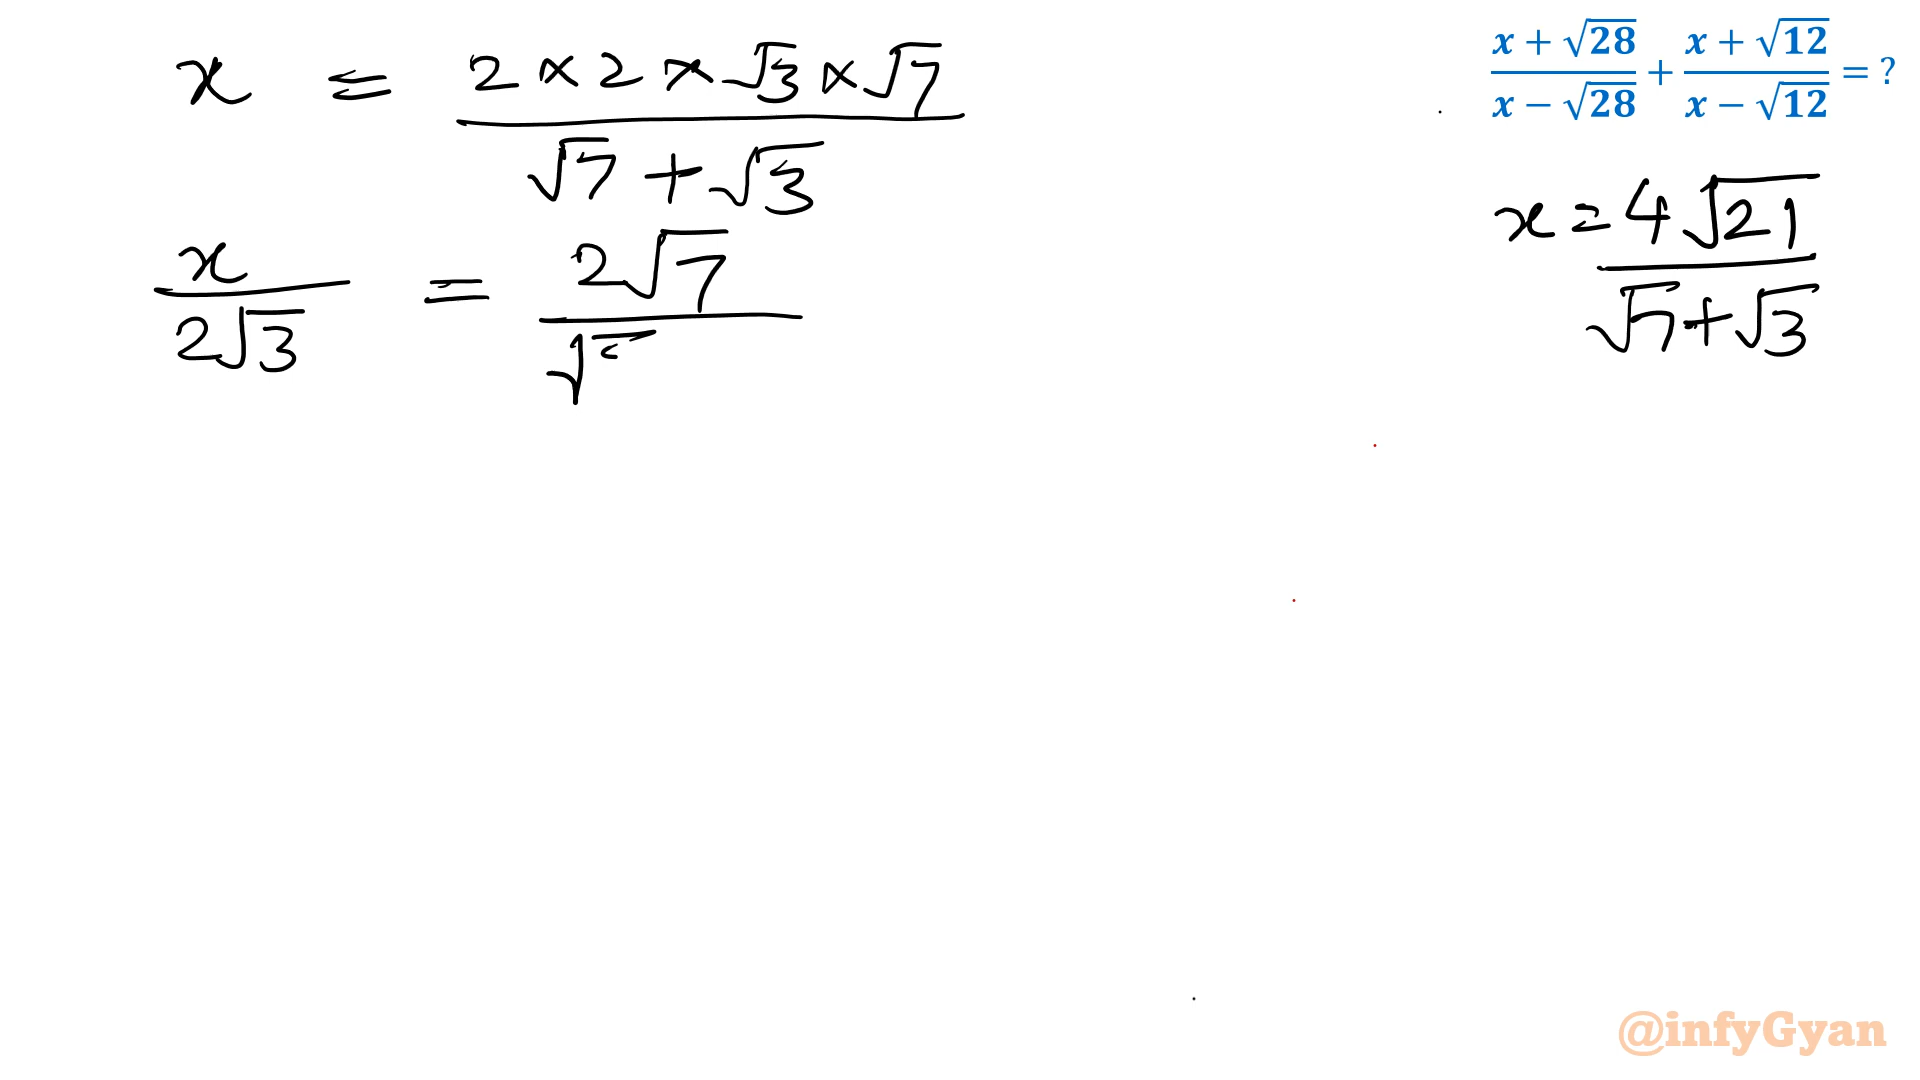 x = (2 × 2 × √3 × √7) / (√7 + √3)
x / (2√3) = 2√7 / √
(x + √28) / (x − √28) + (x + √12) / (x − √12) = ?
x = 4√21 / (√7 + √3)
@infyGyan